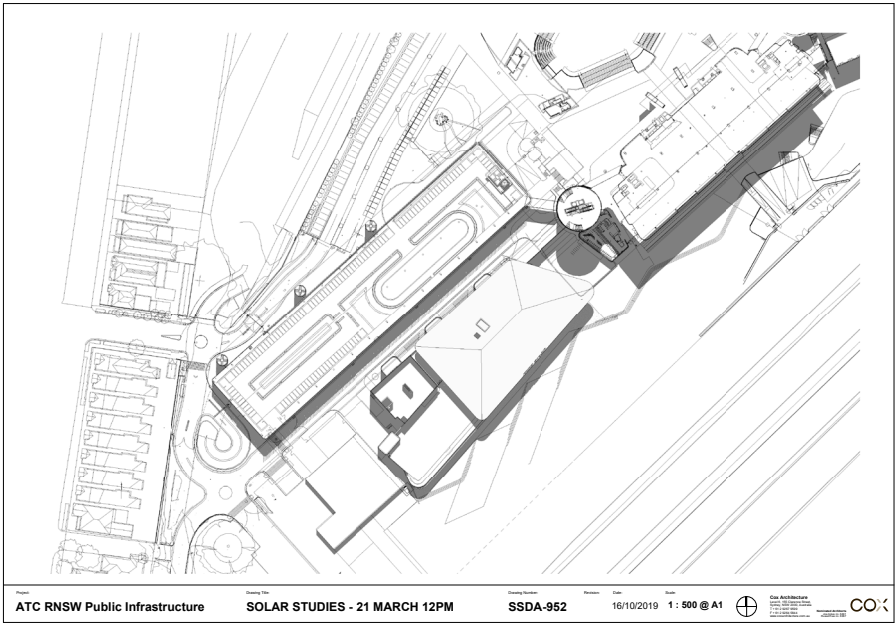 Project:
ATC RNSW Public Infrastructure
Drawing Title:
SOLAR STUDIES - 21 MARCH 12PM
Drawing Number:
SSDA-952
Revision:
Date:
16/10/2019
Scale:
1 : 500 @ A1
Cox Architecture
COX